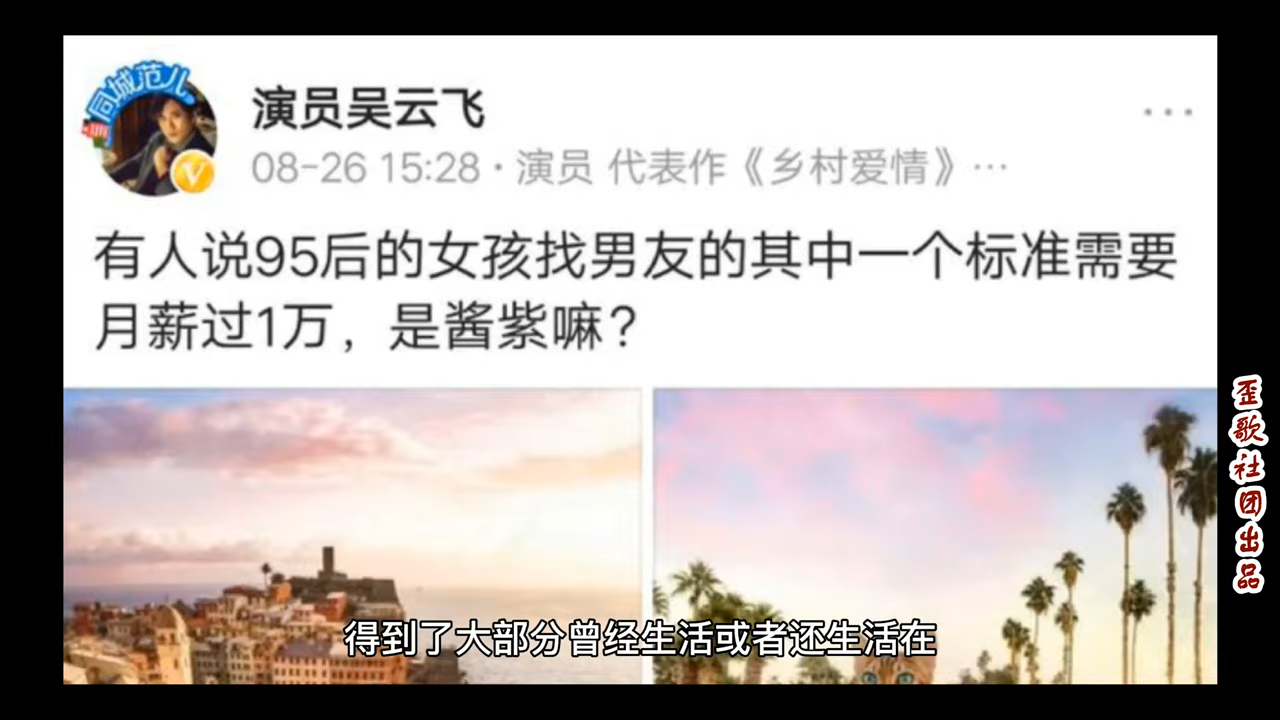 同城范儿
演员吴云飞
08-26 15:28·演员 代表作《乡村爱情》…
有人说95后的女孩找男友的其中一个标准需要
月薪过1万，是酱紫嘛？
歪歌社团出品
得到了大部分曾经生活或者还生活在